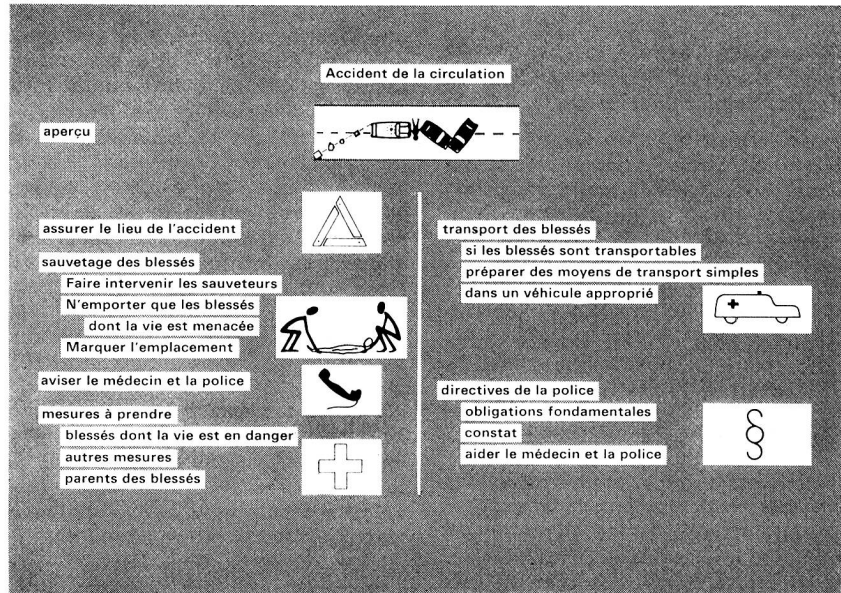 Accident de la circulation
aperçu
assurer le lieu de l'accident
sauvetage des blessés
Faire intervenir les sauveteurs
N'emporter que les blessés
dont la vie est menacée
Marquer l'emplacement
aviser le médecin et la police
mesures à prendre
blessés dont la vie est en danger
autres mesures
parents des blessés
transport des blessés
si les blessés sont transportables
préparer des moyens de transport simples
dans un véhicule approprié
directives de la police
obligations fondamentales
constat
aider le médecin et la police